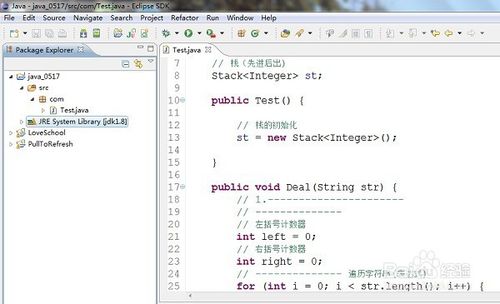 Java - java_0517/src/com/Test.java - Eclipse SDK
File Edit Source Refactor Navigate Search Project Refactor Run Window Help
Package Explorer
java_0517
src
com
Test.java
JRE System Library [jdk1.8]
LoveSchool
PullToRefresh
Test.java
7 // 栈(先进后出)
8 Stack<Integer> st;
9
10 public Test() {
11
12 // 栈的初始化
13 st = new Stack<Integer>();
14
15 }
16
17 public void Deal(String str) {
18 // 1.----------------------
19 // --------------
20 // 左括号计数器
21 int left = 0;
22 // 右括号计数器
23 int right = 0;
24 // -------------- 遍历字符串
25 for (int i = 0; i < str.length(); i++) {
Baidu 经验